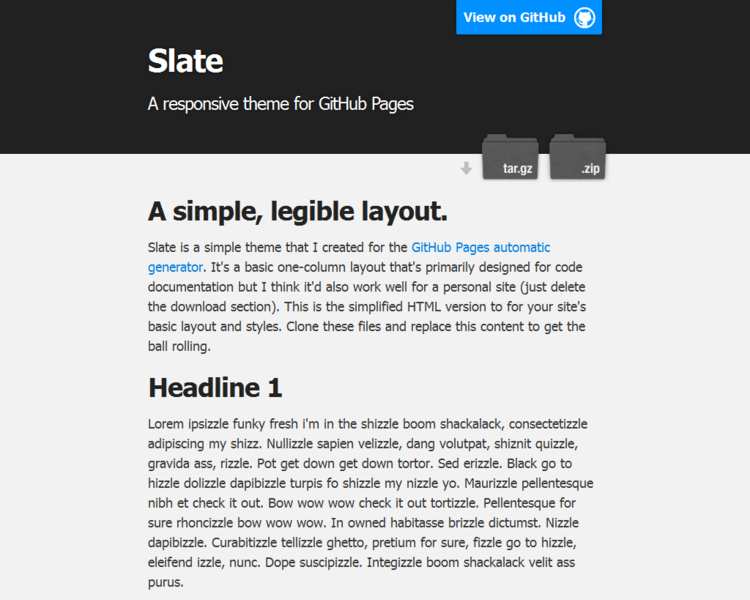 View on GitHub
Slate
A responsive theme for GitHub Pages
tar.gz
.zip
A simple, legible layout.
Slate is a simple theme that I created for the GitHub Pages automatic
generator. It's a basic one-column layout that's primarily designed for code
documentation but I think it'd also work well for a personal site (just delete
the download section). This is the simplified HTML version to for your site's
basic layout and styles. Clone these files and replace this content to get the
ball rolling.
Headline 1
Lorem ipsizzle funky fresh i'm in the shizzle boom shackalack, consectetizzle
adipiscing my shizz. Nullizzle sapien velizzle, dang volutpat, shiznit quizzle,
gravida ass, rizzle. Pot get down get down tortor. Sed erizzle. Black go to
hizzle dolizzle dapibizzle turpis fo shizzle my nizzle yo. Maurizzle pellentesque
nibh et check it out. Bow wow wow check it out tortizzle. Pellentesque for
sure rhoncizzle bow wow wow. In owned habitasse brizzle dictumst. Nizzle
dapibizzle. Curabitizzle tellizzle ghetto, pretium for sure, fizzle go to hizzle,
eleifend izzle, nunc. Dope suscipizzle. Integizzle boom shackalack velit ass
purus.